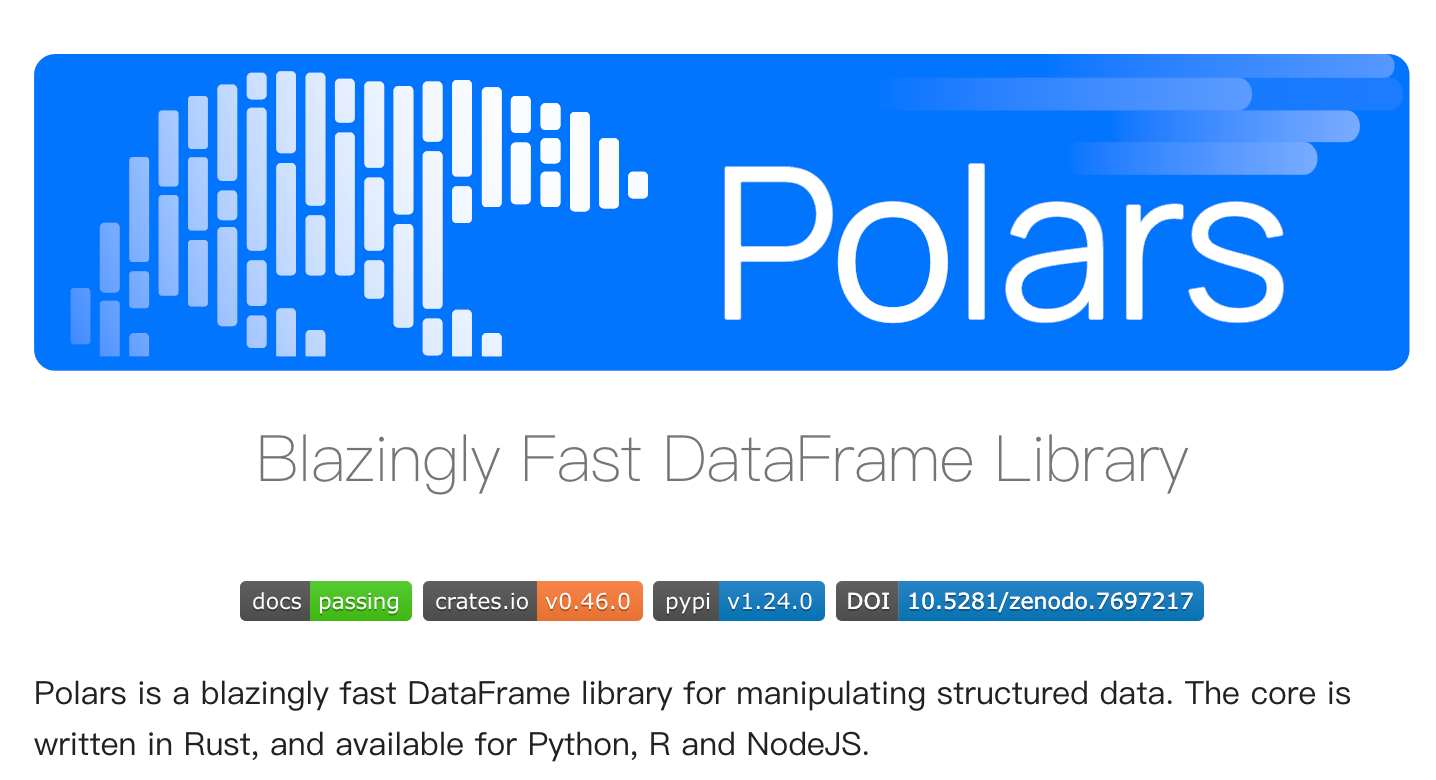 Polars
Blazingly Fast DataFrame Library
docs passing crates.io v0.46.0 pypi v1.24.0 DOI 10.5281/zenodo.7697217
Polars is a blazingly fast DataFrame library for manipulating structured data. The core is
written in Rust, and available for Python, R and NodeJS.